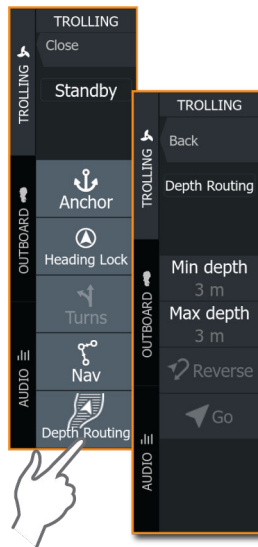 TROLLING
Close
TROLLING
Standby
OUTBOARD
Anchor
Heading Lock
Turns
Nav
AUDIO
Depth Routing
TROLLING
Back
TROLLING
Depth Routing
OUTBOARD
Min depth
3 m
Max depth
3 m
Reverse
Go
AUDIO